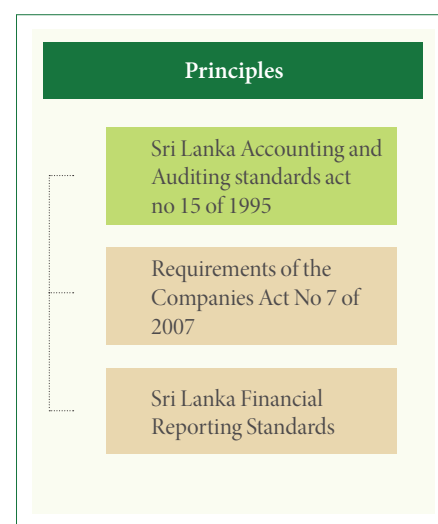 Principles
Sri Lanka Accounting and
Auditing standards act
no 15 of 1995
Requirements of the
Companies Act No 7 of
2007
Sri Lanka Financial
Reporting Standards